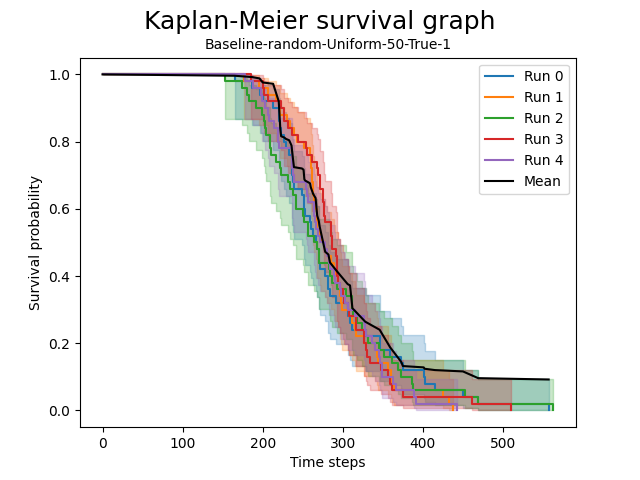 Kaplan-Meier survival graph
Baseline-random-Uniform-50-True-1
Survival probability
1.0
0.8
0.6
0.4
0.2
0.0
Run 0
Run 1
Run 2
Run 3
Run 4
Mean
0 100 200 300 400 500
Time steps